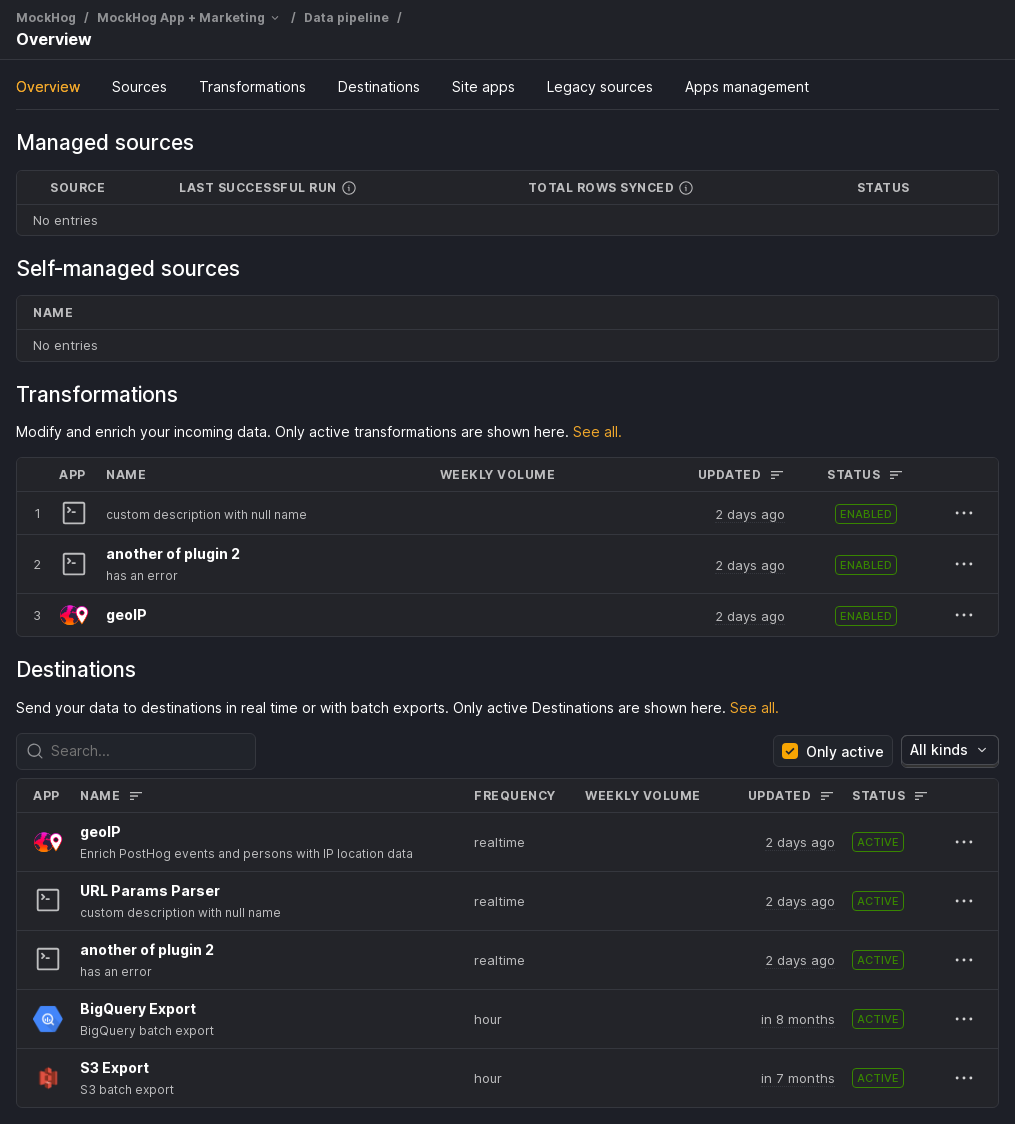 MockHog / MockHog App + Marketing / Data pipeline /
Overview
Overview Sources Transformations Destinations Site apps Legacy sources Apps management
Managed sources
SOURCE LAST SUCCESSFUL RUN TOTAL ROWS SYNCED STATUS
No entries
Self-managed sources
NAME
No entries
Transformations
Modify and enrich your incoming data. Only active transformations are shown here. See all.
APP NAME WEEKLY VOLUME UPDATED STATUS
1 custom description with null name 2 days ago ENABLED
another of plugin 2
2 2 days ago ENABLED
has an error
3 geoIP 2 days ago ENABLED
Destinations
Send your data to destinations in real time or with batch exports. Only active Destinations are shown here. See all.
Search... Only active All kinds
APP NAME FREQUENCY WEEKLY VOLUME UPDATED STATUS
geoIP
realtime 2 days ago ACTIVE
Enrich PostHog events and persons with IP location data
URL Params Parser
realtime 2 days ago ACTIVE
custom description with null name
another of plugin 2
realtime 2 days ago ACTIVE
has an error
BigQuery Export
hour in 8 months ACTIVE
BigQuery batch export
S3 Export
hour in 7 months ACTIVE
S3 batch export